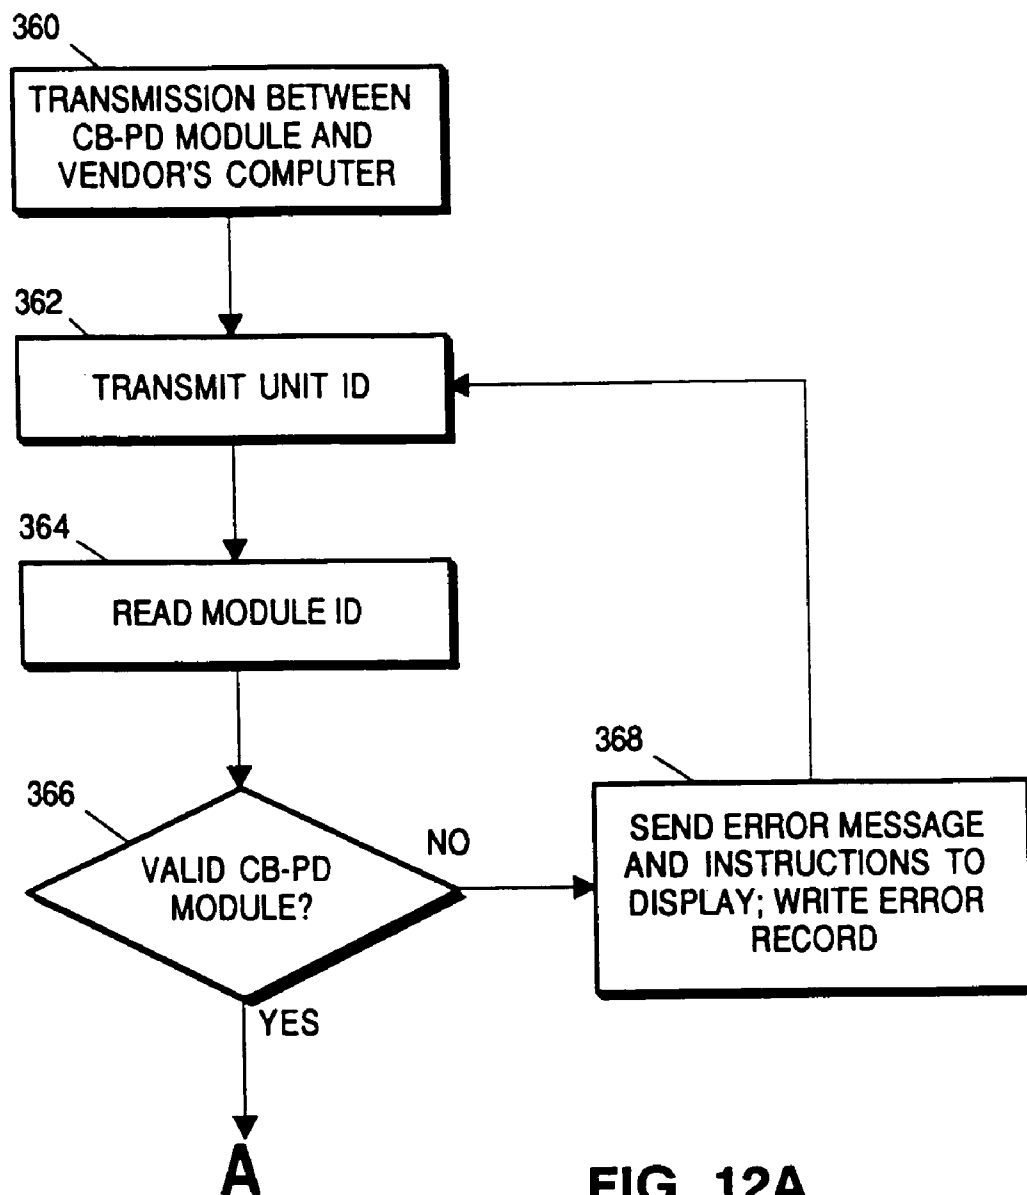 360
TRANSMISSION BETWEEN
CB-PD MODULE AND
VENDOR'S COMPUTER
362
TRANSMIT UNIT ID
364
READ MODULE ID
366
VALID CB-PD
MODULE?
NO
YES
368
SEND ERROR MESSAGE
AND INSTRUCTIONS TO
DISPLAY; WRITE ERROR
RECORD
A
FIG. 12A